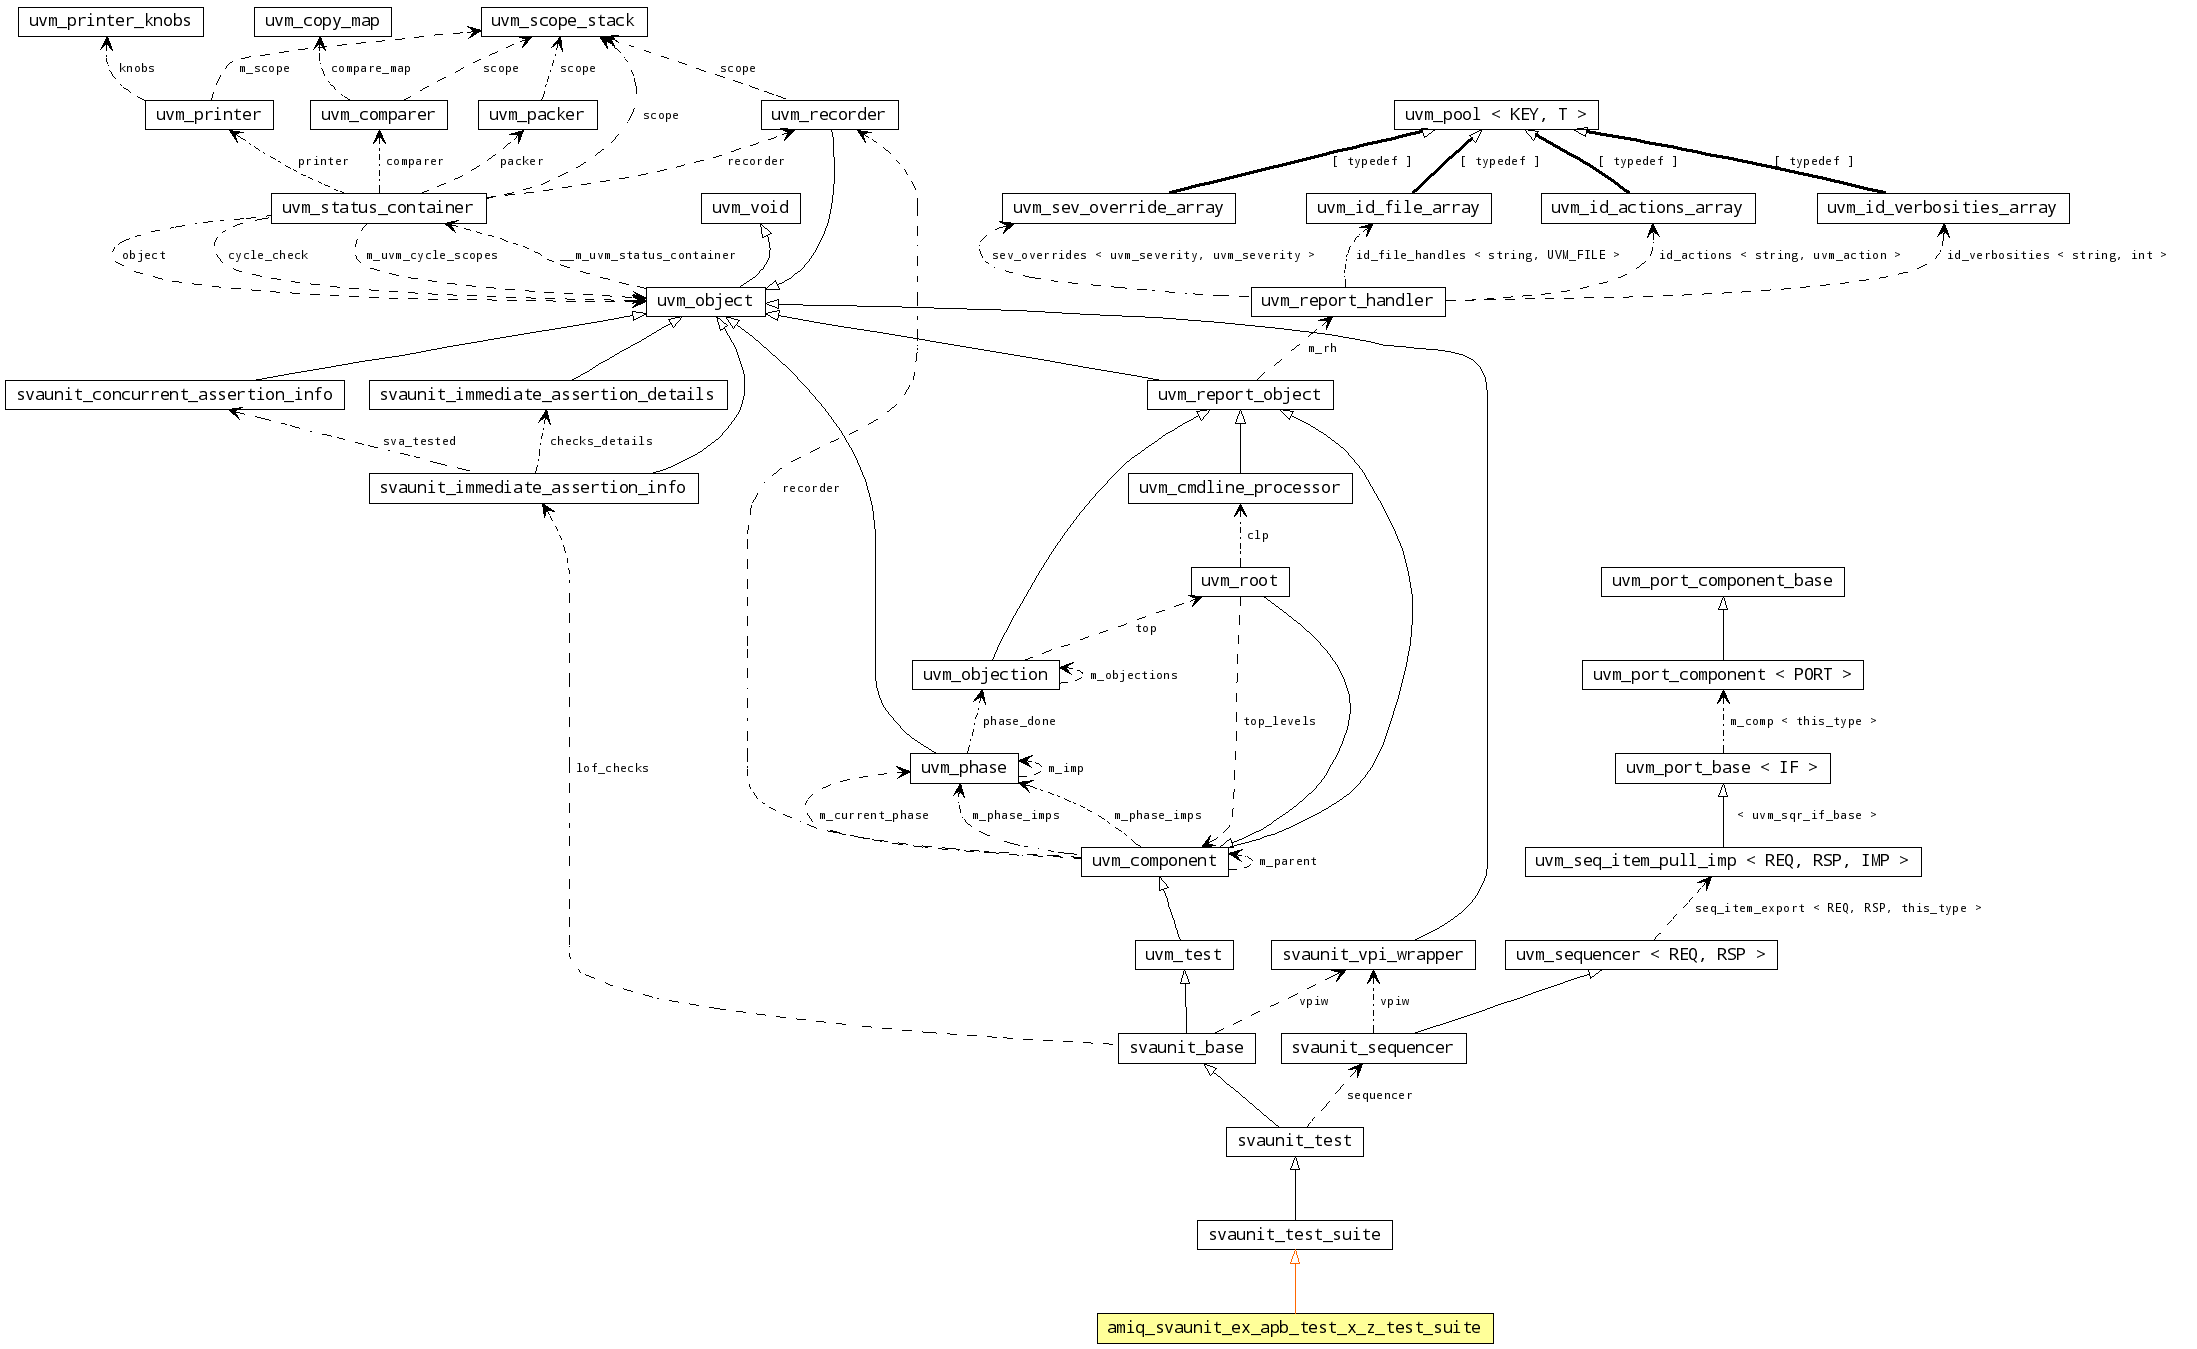 uvm_printer_knobs
uvm_copy_map
uvm_scope_stack
knobs
m_scope
compare_map
scope
scope
scope
uvm_printer
uvm_comparer
uvm_packer
uvm_recorder
uvm_pool < KEY, T >
scope
printer
comparer
packer
recorder
[ typedef ]
[ typedef ]
[ typedef ]
[ typedef ]
uvm_status_container
uvm_void
uvm_sev_override_array
uvm_id_file_array
uvm_id_actions_array
uvm_id_verbosities_array
object
cycle_check
m_uvm_cycle_scopes
__m_uvm_status_container
sev_overrides < uvm_severity, uvm_severity >
id_file_handles < string, UVM_FILE >
id_actions < string, uvm_action >
id_verbosities < string, int >
uvm_object
uvm_report_handler
m_rh
svaunit_concurrent_assertion_info
svaunit_immediate_assertion_details
uvm_report_object
sva_tested
checks_details
svaunit_immediate_assertion_info
recorder
uvm_cmdline_processor
clp
uvm_root
uvm_port_component_base
top
uvm_objection
m_objections
uvm_port_component < PORT >
phase_done
top_levels
m_comp < this_type >
lof_checks
uvm_phase
m_imp
uvm_port_base < IF >
m_current_phase
m_phase_imps
m_phase_imps
< uvm_sqr_if_base >
uvm_component
m_parent
uvm_seq_item_pull_imp < REQ, RSP, IMP >
seq_item_export < REQ, RSP, this_type >
uvm_test
svaunit_vpi_wrapper
uvm_sequencer < REQ, RSP >
vpiw
vpiw
svaunit_base
svaunit_sequencer
sequencer
svaunit_test
svaunit_test_suite
amiq_svaunit_ex_apb_test_x_z_test_suite